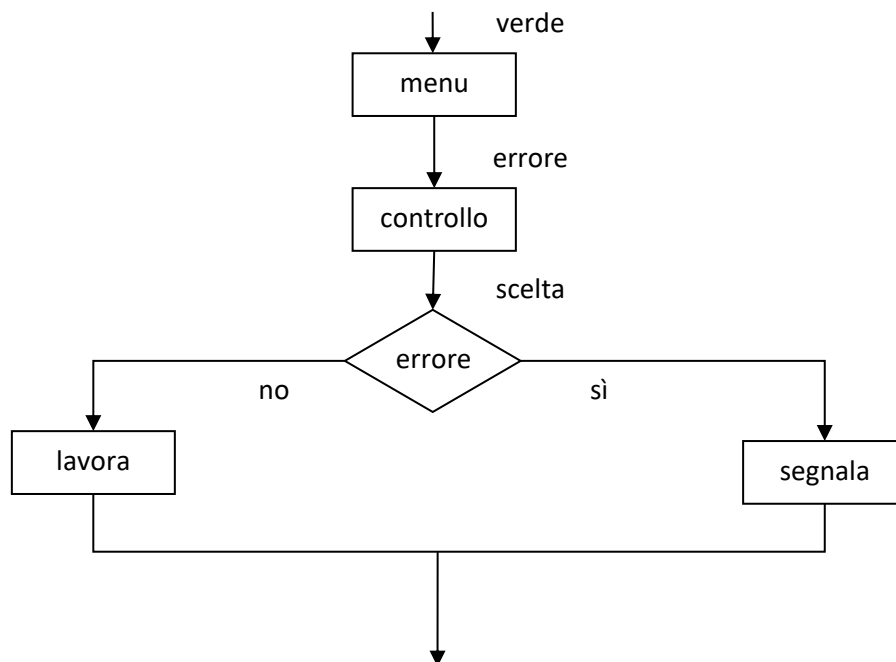 verde
menu
errore
controllo
scelta
errore
no
sì
lavora
segnala